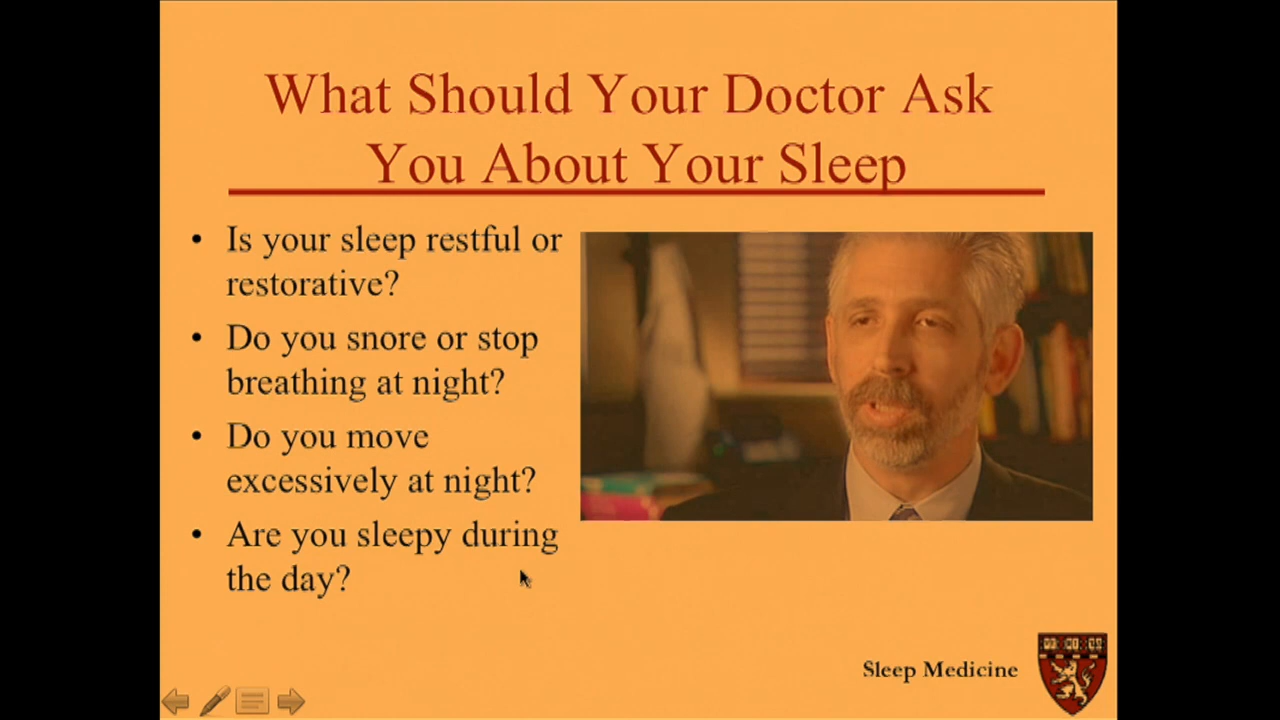 What Should Your Doctor Ask
You About Your Sleep
• Is your sleep restful or
restorative?
• Do you snore or stop
breathing at night?
• Do you move
excessively at night?
• Are you sleepy during
the day?
Sleep Medicine